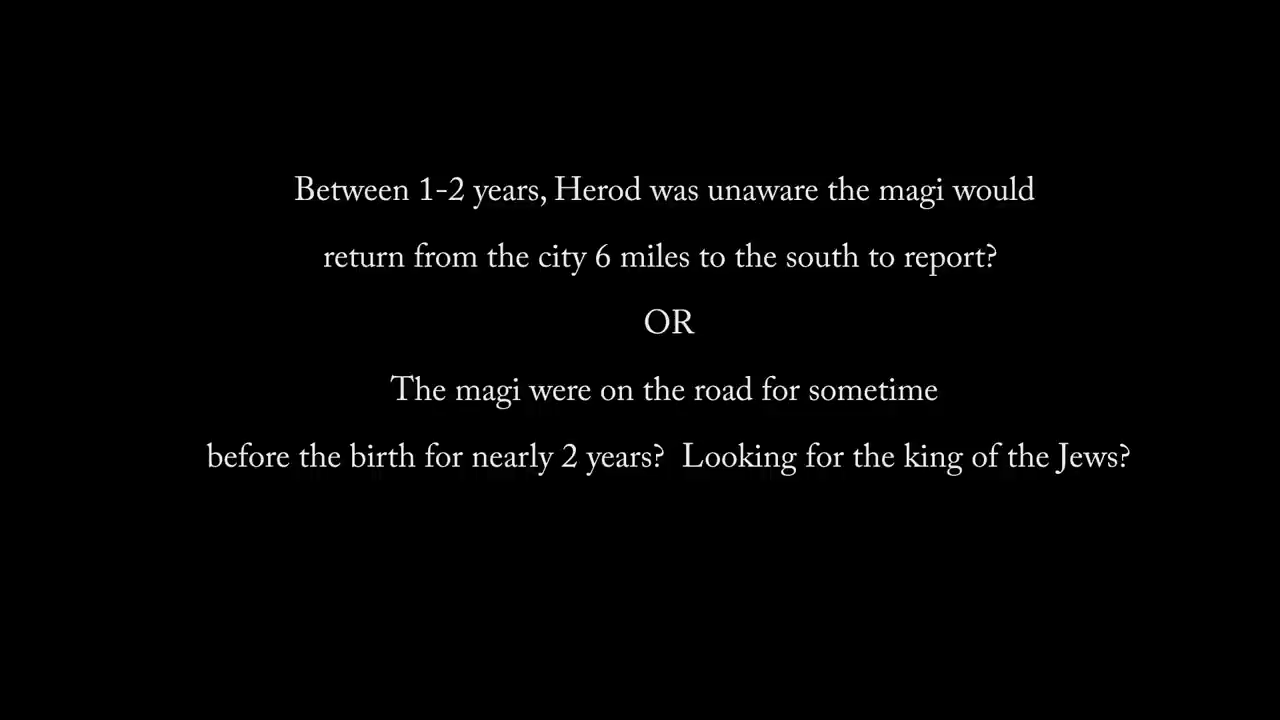 Between 1-2 years, Herod was unaware the magi would
return from the city 6 miles to the south to report?
OR
The magi were on the road for sometime
before the birth for nearly 2 years?  Looking for the king of the Jews?